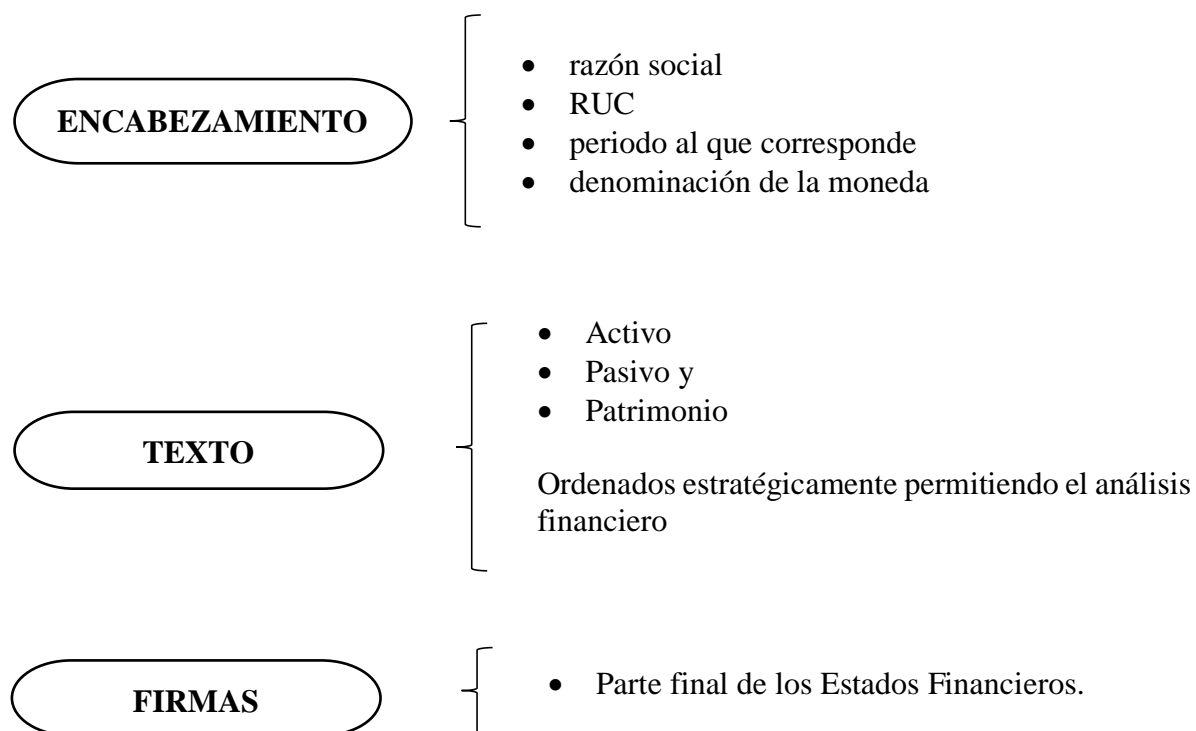 ENCABEZAMIENTO
• razón social
• RUC
• periodo al que corresponde
• denominación de la moneda
TEXTO
• Activo
• Pasivo y
• Patrimonio
Ordenados estratégicamente permitiendo el análisis
financiero
FIRMAS
• Parte final de los Estados Financieros.